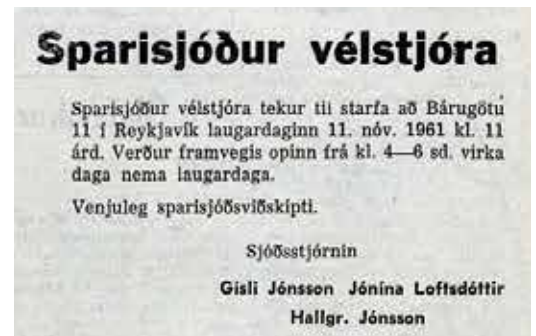 Sparisjóður vélstjóra
Sparisjóður vélstjóra tekur til starfa að Bárugötu
11 í Reykjavík laugardaginn 11. nóv. 1961 kl. 11
árd. Verður framvegis opinn frá kl. 4—6 sd. virka
daga nema laugardaga.
Venjuleg sparisjóðsviðskipti.
Sjóðsstjórnin
Gísli Jónsson Jónína Loftsdóttir
Hallgr. Jónsson